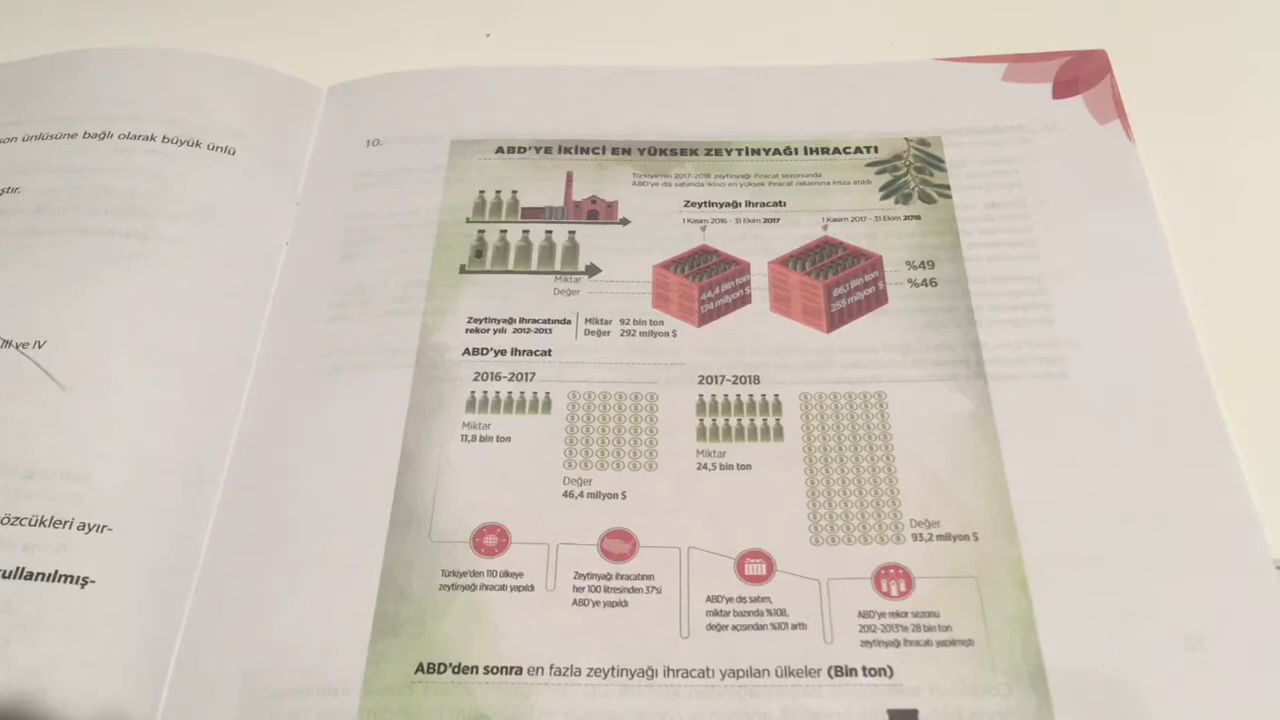 son ünlüsüne bağlı olarak büyük ünlü
ştır.
III ve IV
özcükleri ayır-
ullanılmış-
10.
ABD'YE İKİNCİ EN YÜKSEK ZEYTİNYAĞI İHRACATI
Türkiye'nin 2017-2018 zeytinyağı ihracat sezonunda
ABD'ye dış satımda ikinci en yüksek ihracat rakamına imza atıldı
Zeytinyağı ihracatı
1 Kasım 2016 - 31 Ekim 2017
1 Kasım 2017 - 31 Ekim 2018
Miktar
Değer
44,4 Bin ton
174 milyon $
66,1 Bin ton
255 milyon $
%49
%46
Zeytinyağı ihracatında
rekor yılı 2012-2013
Miktar 92 bin ton
Değer 292 milyon $
ABD'ye ihracat
2016-2017
Miktar
11,8 bin ton
Değer
46,4 milyon $
2017-2018
Miktar
24,5 bin ton
Değer
93,2 milyon $
Türkiye'den 110 ülkeye
zeytinyağı ihracatı yapıldı
Zeytinyağı ihracatının
her 100 litresinden 37'si
ABD'ye yapıldı
ABD'ye dış satım,
miktar bazında %108,
değer açısından %101 arttı
ABD'ye rekor sezonu
2012-2013'te 28 bin ton
zeytinyağı ihracatı yapılmıştı
ABD'den sonra en fazla zeytinyağı ihracatı yapılan ülkeler (Bin ton)